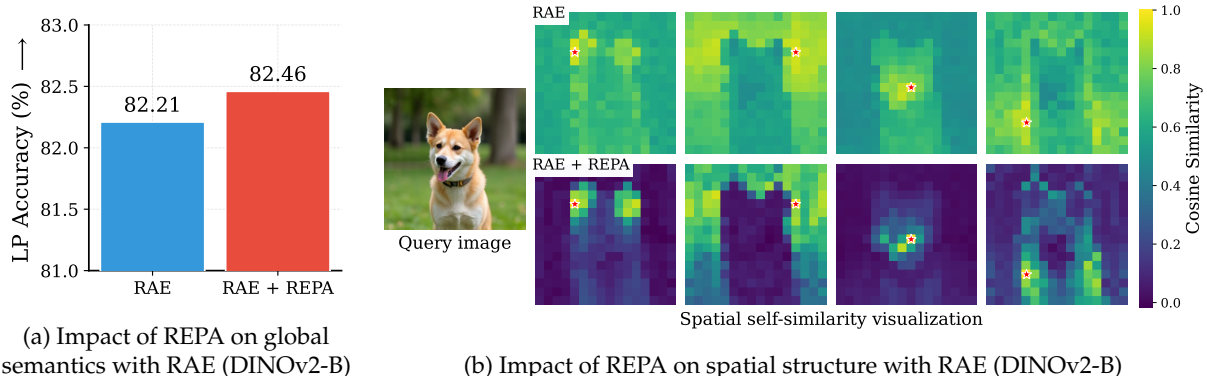 83.0
82.5
82.0
81.5
81.0
LP Accuracy (%) ⟶
82.21
82.46
RAE
RAE + REPA
(a) Impact of REPA on global
semantics with RAE (DINOv2-B)
Query image
RAE
RAE + REPA
Spatial self-similarity visualization
1.0
0.8
0.6
0.4
0.2
0.0
Cosine Similarity
(b) Impact of REPA on spatial structure with RAE (DINOv2-B)